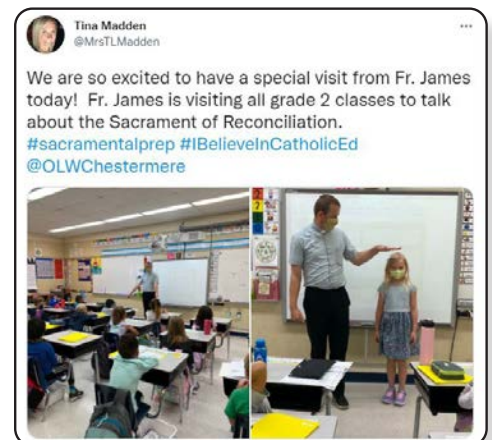 Tina Madden
@MrsTLMadden
We are so excited to have a special visit from Fr. James
today! Fr. James is visiting all grade 2 classes to talk
about the Sacrament of Reconciliation.
#sacramentalprep #IBelieveInCatholicEd
@OLWChestermere